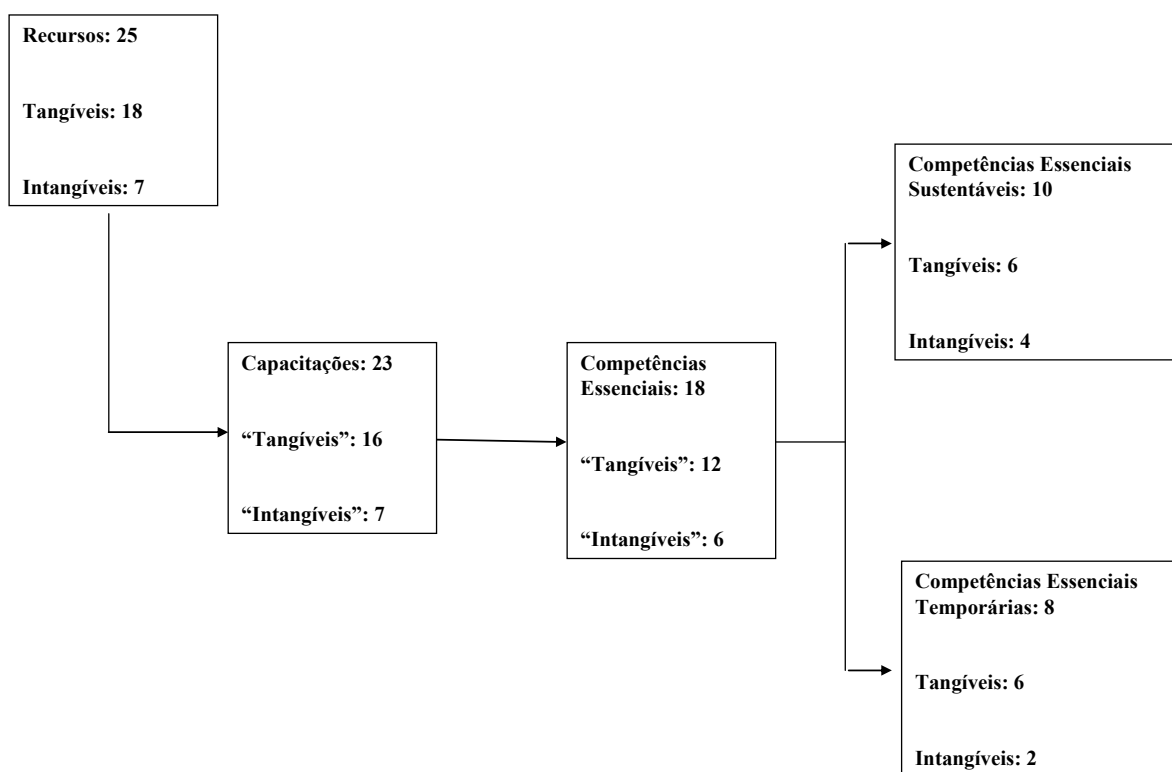 Recursos: 25
Tangíveis: 18
Intangíveis: 7
Capacitações: 23
“Tangíveis”: 16
“Intangíveis”: 7
Competências
Essenciais: 18
“Tangíveis”: 12
“Intangíveis”: 6
Competências Essenciais
Sustentáveis: 10
Tangíveis: 6
Intangíveis: 4
Competências Essenciais
Temporárias: 8
Tangíveis: 6
Intangíveis: 2